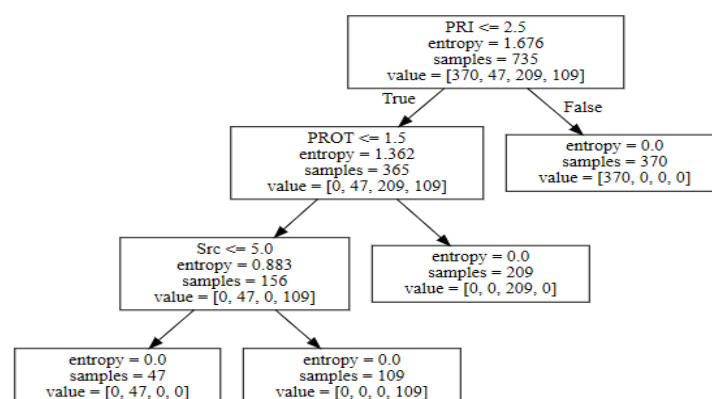 PRI <= 2.5
entropy = 1.676
samples = 735
value = [370, 47, 209, 109]
True
False
PROT <= 1.5
entropy = 1.362
samples = 365
value = [0, 47, 209, 109]
entropy = 0.0
samples = 370
value = [370, 0, 0, 0]
Src <= 5.0
entropy = 0.883
samples = 156
value = [0, 47, 0, 109]
entropy = 0.0
samples = 209
value = [0, 0, 209, 0]
entropy = 0.0
samples = 47
value = [0, 47, 0, 0]
entropy = 0.0
samples = 109
value = [0, 0, 0, 109]